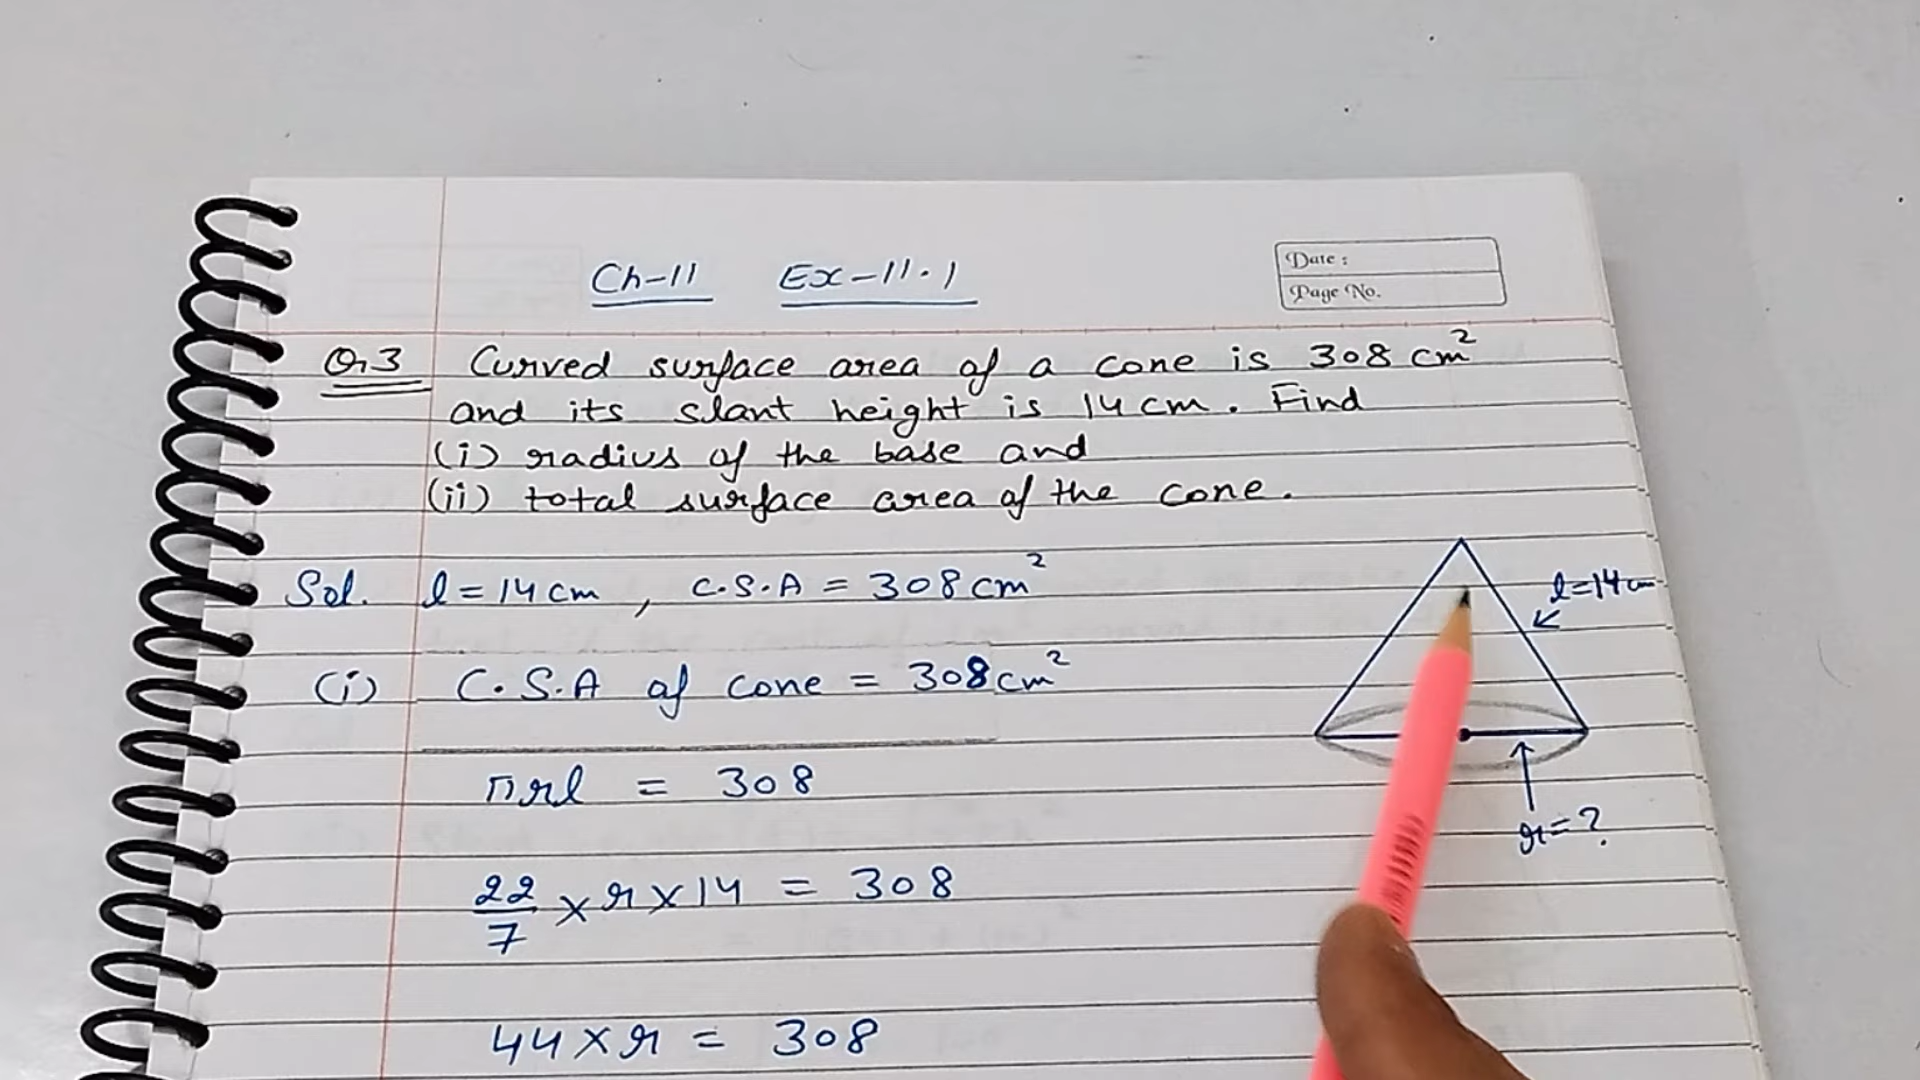 Ch-11 Ex-11.1
Date :
Page No.
Q.3 Curved surface area of a cone is 308 cm²
and its slant height is 14 cm. Find
(i) radius of the base and
(ii) total surface area of the cone.
Sol. l = 14 cm, C.S.A = 308 cm²
(i) C.S.A of cone = 308 cm²
πrl = 308
22/7 × r × 14 = 308
44 × r = 308
l = 14 cm
r = ?